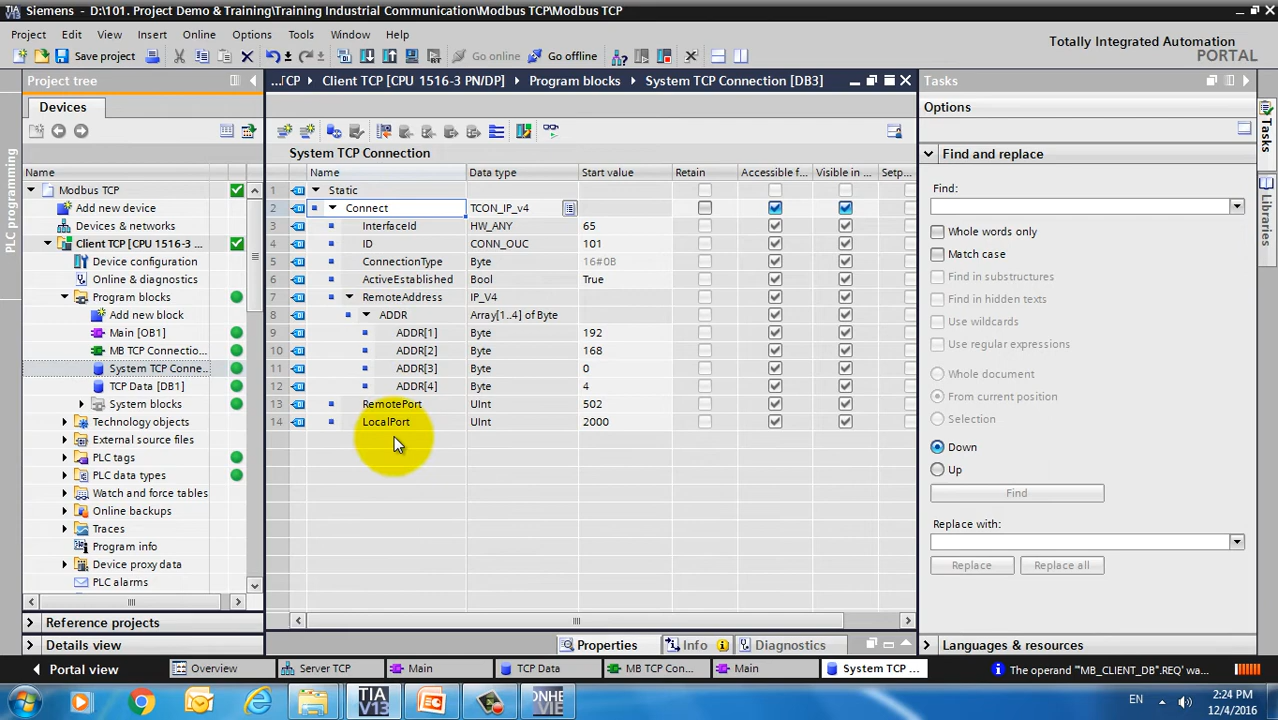 Siemens - D:\101. Project Demo & Training\Training Industrial Communication\Modbus TCP\Modbus TCP
Project Edit View Insert Online Options Tools Window Help
Totally Integrated Automation
PORTAL
Save project
Go online
Go offline
Project tree
...TCP Client TCP [CPU 1516-3 PN/DP] Program blocks System TCP Connection [DB3]
Tasks
Devices
Options
PLC programming
Tasks
Libraries
Find and replace
System TCP Connection
Name
Name Data type Start value Retain Accessible f... Visible in ... Setp...
Modbus TCP
Add new device
Devices & networks
Client TCP [CPU 1516-3 ...
Device configuration
Online & diagnostics
Program blocks
Add new block
Main [OB1]
MB TCP Connectio...
System TCP Conne...
TCP Data [DB1]
System blocks
Technology objects
External source files
PLC tags
PLC data types
Watch and force tables
Online backups
Traces
Program info
Device proxy data
PLC alarms
1 Static
2 Connect TCON_IP_v4
3 InterfaceId HW_ANY 65
4 ID CONN_OUC 101
5 ConnectionType Byte 16#0B
6 ActiveEstablished Bool True
7 RemoteAddress IP_V4
8 ADDR Array[1..4] of Byte
9 ADDR[1] Byte 192
10 ADDR[2] Byte 168
11 ADDR[3] Byte 0
12 ADDR[4] Byte 4
13 RemotePort UInt 502
14 LocalPort UInt 2000
Find:
Whole words only
Match case
Find in substructures
Find in hidden texts
Use wildcards
Use regular expressions
Whole document
From current position
Selection
Down
Up
Find
Replace with:
Replace Replace all
Reference projects
Details view
Properties Info Diagnostics
Languages & resources
Portal view
Overview Server TCP Main TCP Data MB TCP Con... Main System TCP ...
The operand '"MB_CLIENT_DB".REQ' wa...
TIA
V13
EN
2:24 PM
12/4/2016